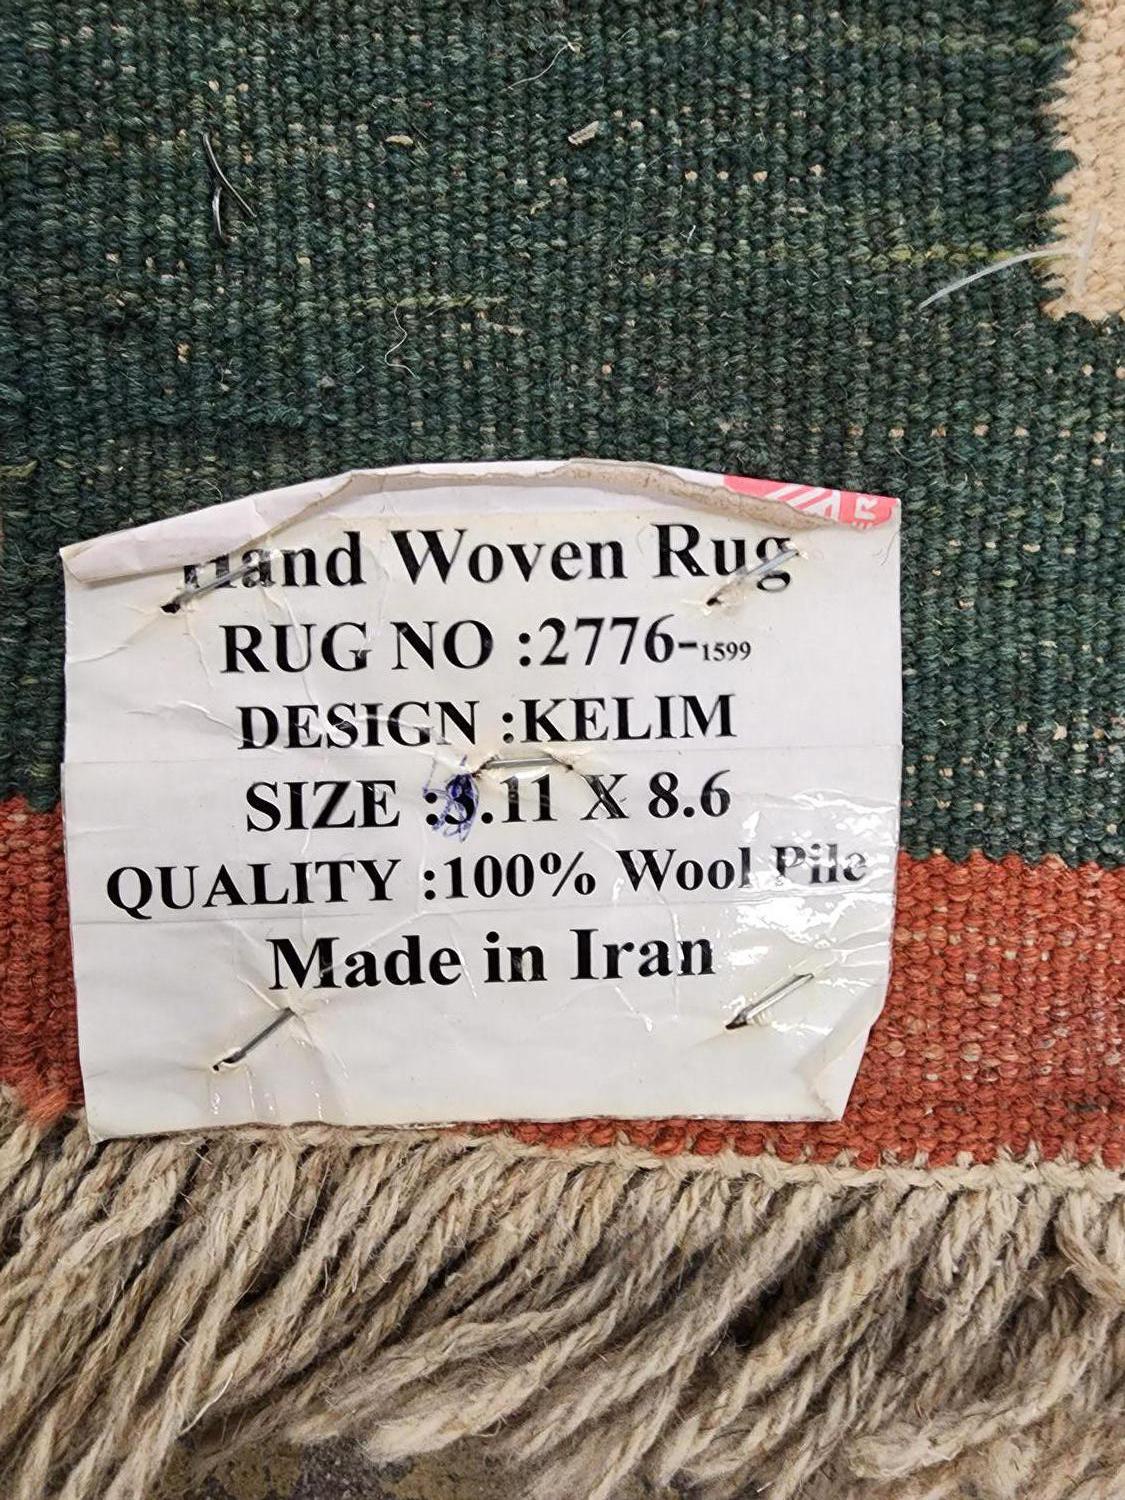 Hand Woven Rug
RUG NO :2776-1599
DESIGN :KELIM
SIZE : .11 X 8.6
QUALITY :100% Wool Pile
Made in Iran